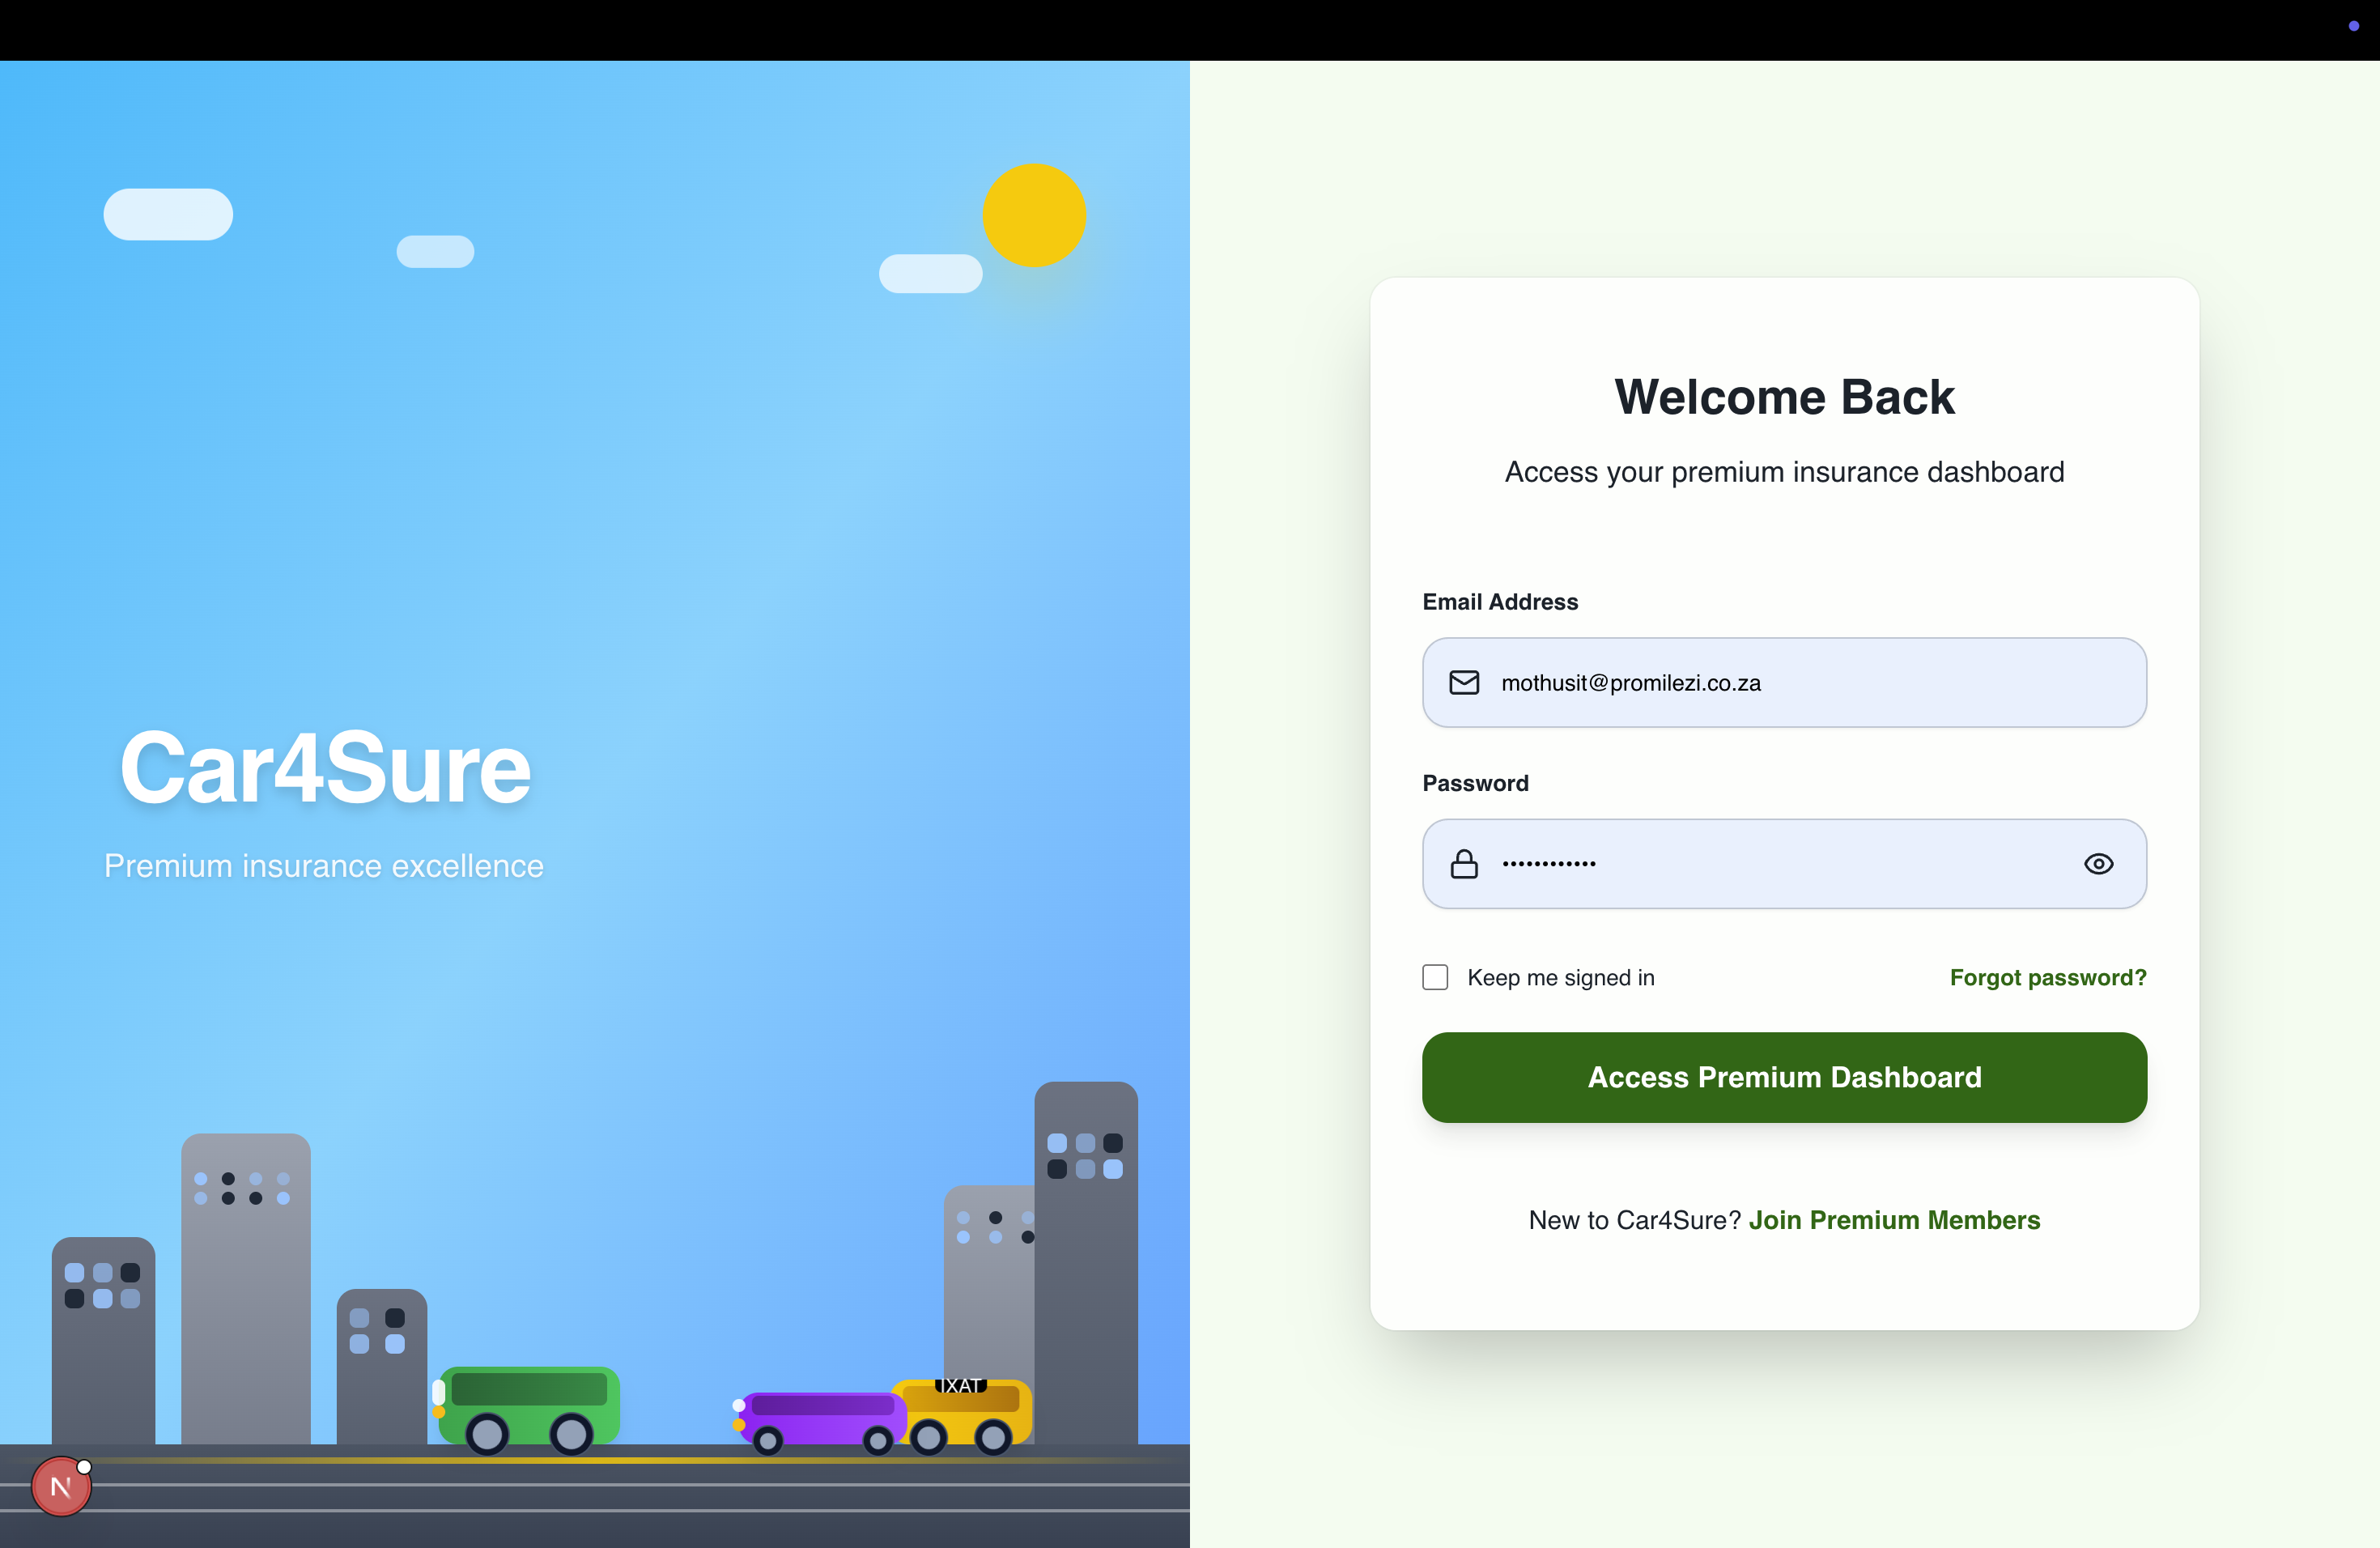 Car4Sure
Premium insurance excellence
TAXI
N
Welcome Back
Access your premium insurance dashboard
Email Address
mothusit@promilezi.co.za
Password
••••••••••••
Keep me signed in
Forgot password?
Access Premium Dashboard
New to Car4Sure? Join Premium Members